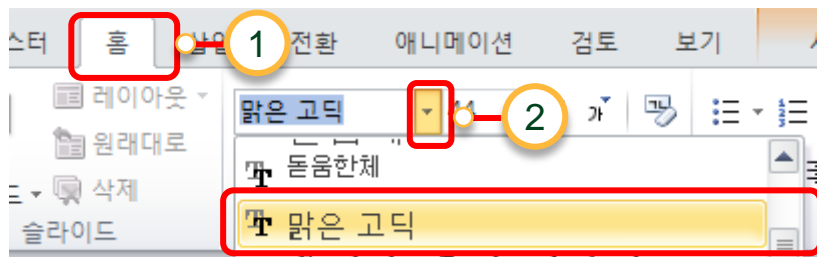 스터 홈 1 전환 애니메이션 검토 보기
레이아웃 맑은 고딕 2 가
원래대로 돋움한체
삭제 맑은 고딕
슬라이드